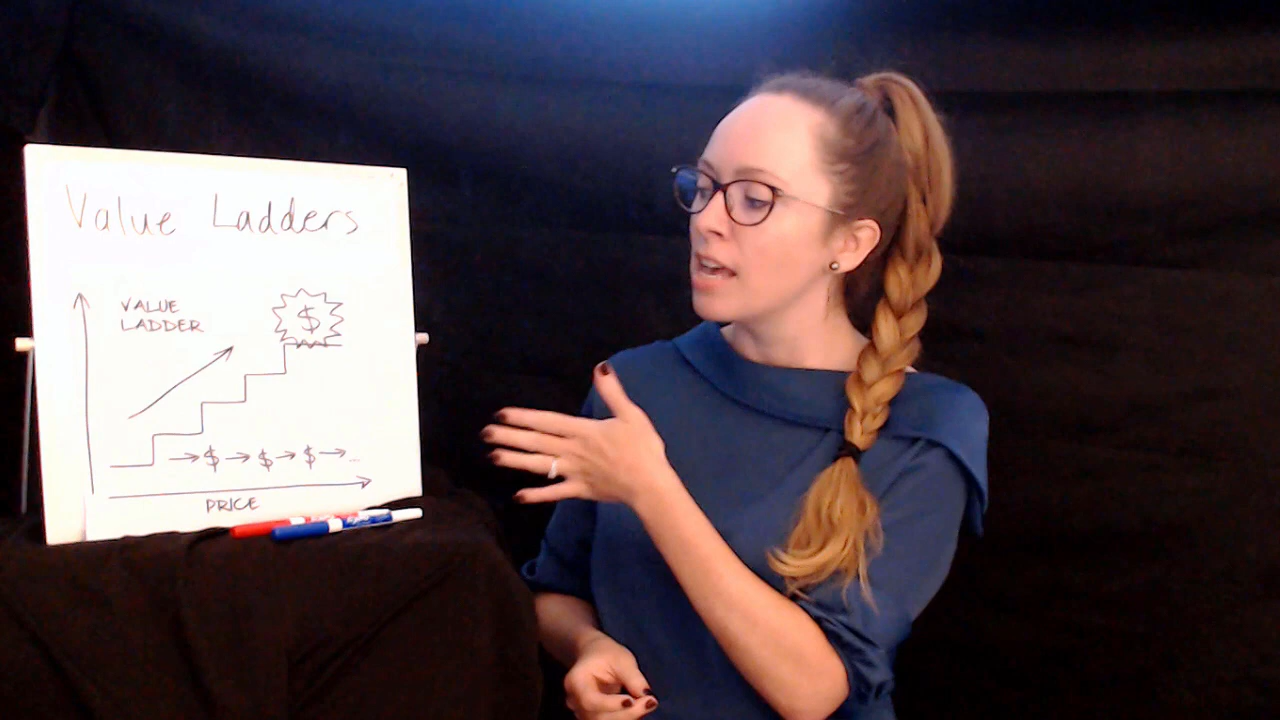 Value Ladders
VALUE
LADDER
$
→$→$→$→...
PRICE